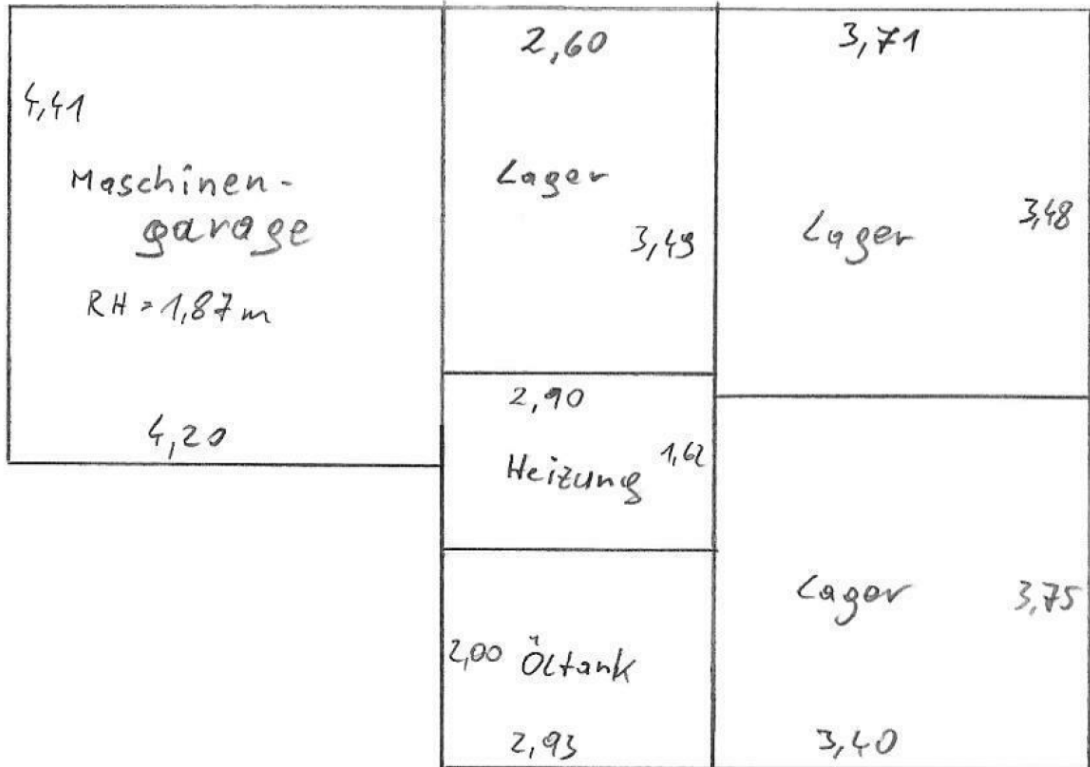 4,41
Maschinen-
garage
RH = 1,87 m
4,20
2,60
Lager
3,49
2,90
Heizung
1,62
2,00 Öltank
2,93
3,71
Lager
3,48
Lager
3,75
3,40